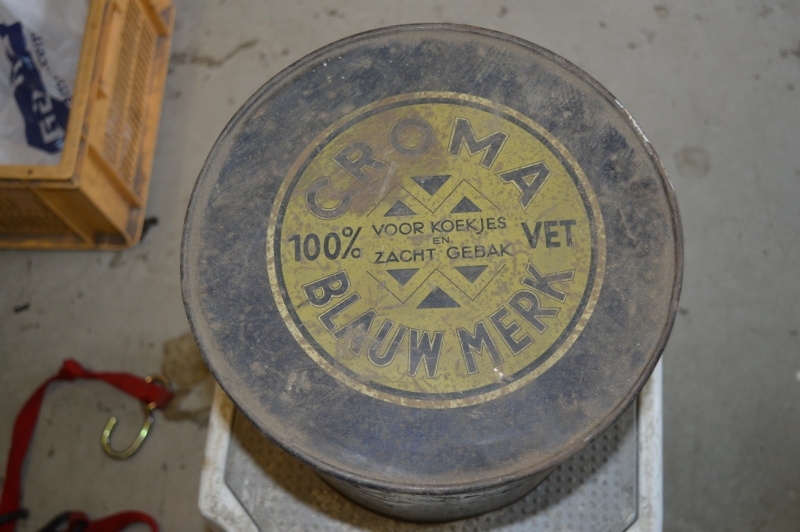 CROMA
100% VOOR KOEKJES VET
EN
ZACHT GEBAK
BLAUW MERK